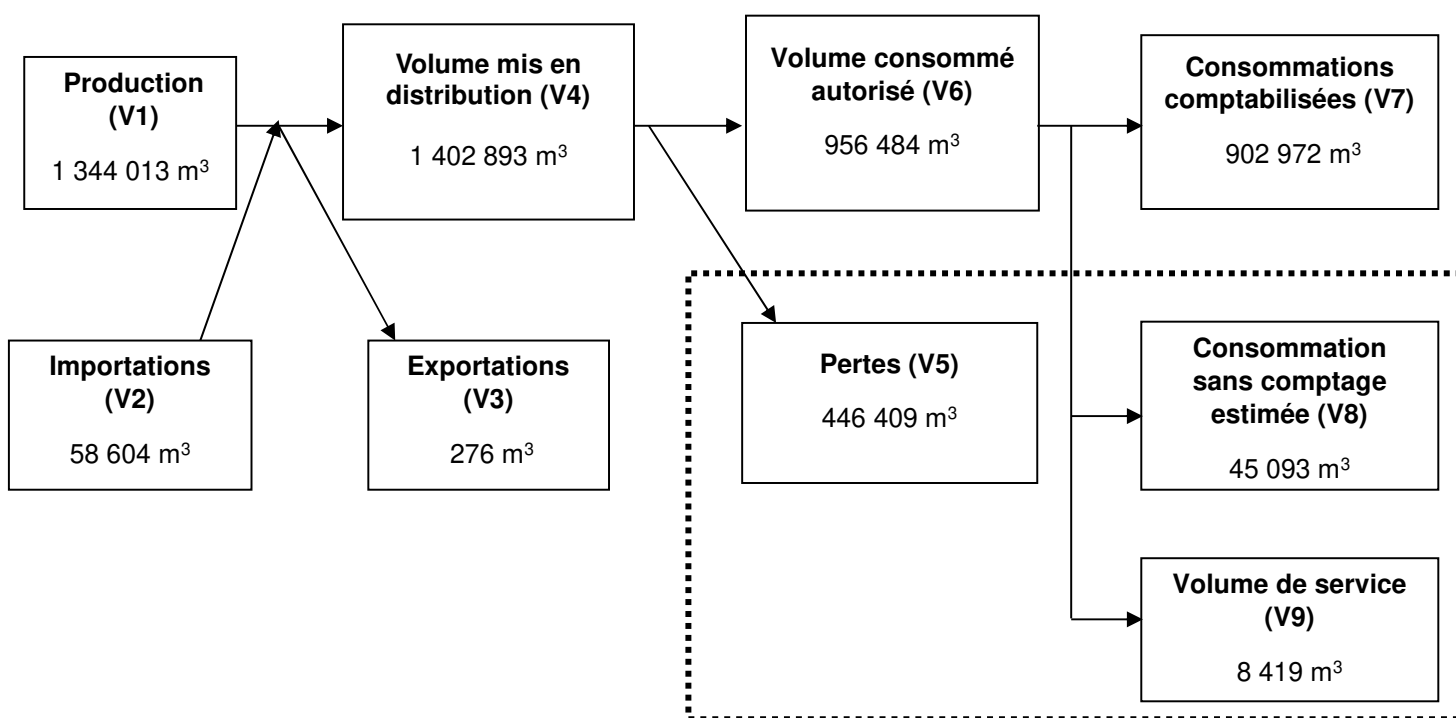 Production
(V1)
1 344 013 m³
Volume mis en
distribution (V4)
1 402 893 m³
Volume consommé
autorisé (V6)
956 484 m³
Consommations
comptabilisées (V7)
902 972 m³
Importations
(V2)
58 604 m³
Exportations
(V3)
276 m³
Pertes (V5)
446 409 m³
Consommation
sans comptage
estimée (V8)
45 093 m³
Volume de service
(V9)
8 419 m³